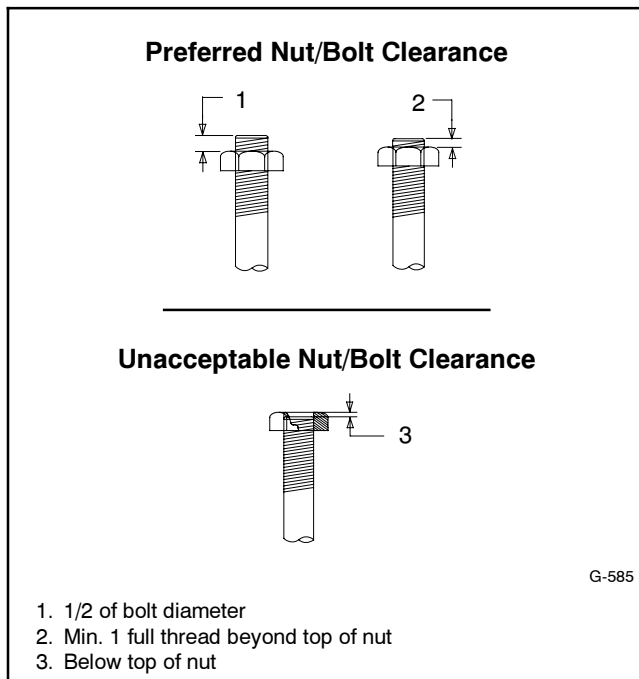 Preferred Nut/Bolt Clearance
1
2
Unacceptable Nut/Bolt Clearance
3
G-585
1. 1/2 of bolt diameter
2. Min. 1 full thread beyond top of nut
3. Below top of nut